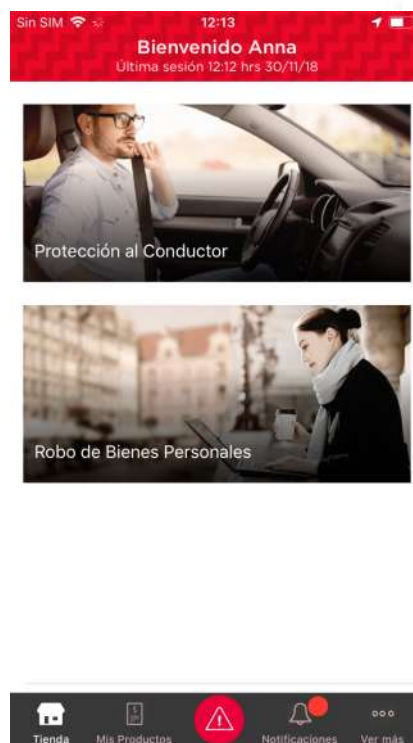 Sin SIM 12:13
Bienvenido Anna
Última sesión 12:12 hrs 30/11/18
Protección al Conductor
Robo de Bienes Personales
Tienda Mis Productos Notificaciones Ver más